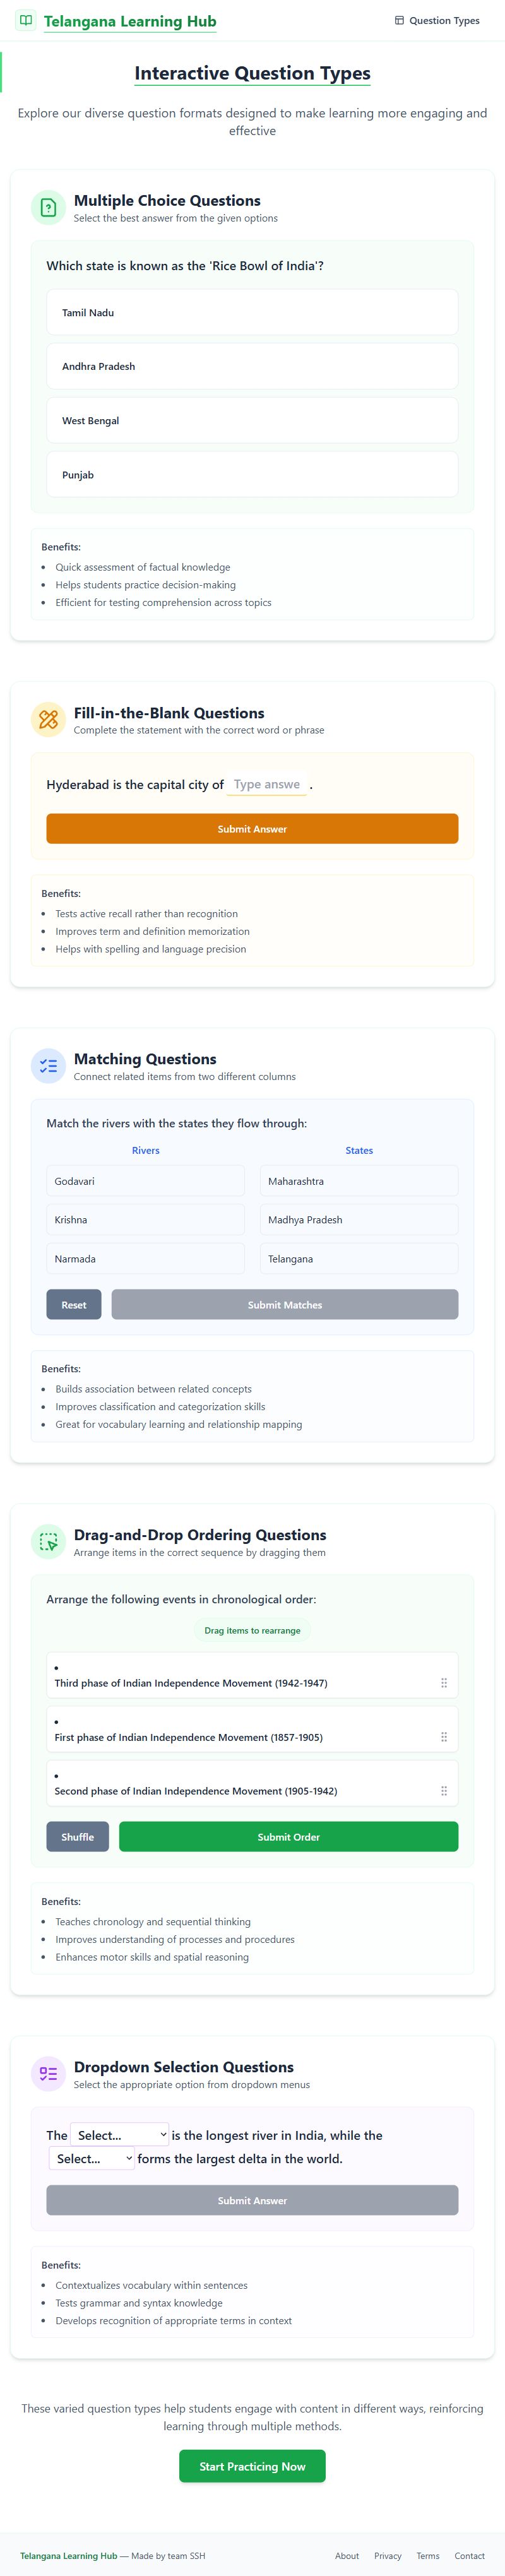 Telangana Learning Hub
Question Types
Interactive Question Types
Explore our diverse question formats designed to make learning more engaging and
effective
Multiple Choice Questions
Select the best answer from the given options
Which state is known as the 'Rice Bowl of India'?
Tamil Nadu
Andhra Pradesh
West Bengal
Punjab
Benefits:
• Quick assessment of factual knowledge
• Helps students practice decision-making
• Efficient for testing comprehension across topics
Fill-in-the-Blank Questions
Complete the statement with the correct word or phrase
Hyderabad is the capital city of Type answe .
Submit Answer
Benefits:
• Tests active recall rather than recognition
• Improves term and definition memorization
• Helps with spelling and language precision
Matching Questions
Connect related items from two different columns
Match the rivers with the states they flow through:
Rivers States
Godavari Maharashtra
Krishna Madhya Pradesh
Narmada Telangana
Reset Submit Matches
Benefits:
• Builds association between related concepts
• Improves classification and categorization skills
• Great for vocabulary learning and relationship mapping
Drag-and-Drop Ordering Questions
Arrange items in the correct sequence by dragging them
Arrange the following events in chronological order:
Drag items to rearrange
•
Third phase of Indian Independence Movement (1942-1947)
•
First phase of Indian Independence Movement (1857-1905)
•
Second phase of Indian Independence Movement (1905-1942)
Shuffle Submit Order
Benefits:
• Teaches chronology and sequential thinking
• Improves understanding of processes and procedures
• Enhances motor skills and spatial reasoning
Dropdown Selection Questions
Select the appropriate option from dropdown menus
The Select... is the longest river in India, while the
Select... forms the largest delta in the world.
Submit Answer
Benefits:
• Contextualizes vocabulary within sentences
• Tests grammar and syntax knowledge
• Develops recognition of appropriate terms in context
These varied question types help students engage with content in different ways, reinforcing
learning through multiple methods.
Start Practicing Now
Telangana Learning Hub — Made by team SSH
About Privacy Terms Contact